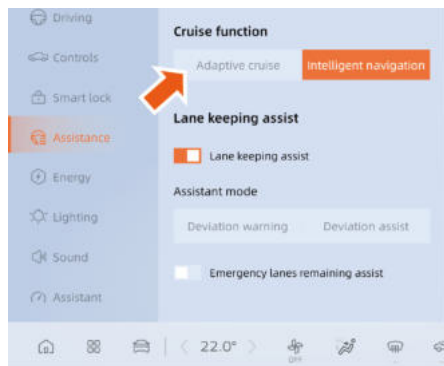 Driving
Controls
Smart lock
Assistance
Energy
Lighting
Sound
Assistant
Cruise function
Adaptive cruise
Intelligent navigation
Lane keeping assist
Lane keeping assist
Assistant mode
Deviation warning
Deviation assist
Emergency lanes remaining assist
22.0°
OFF